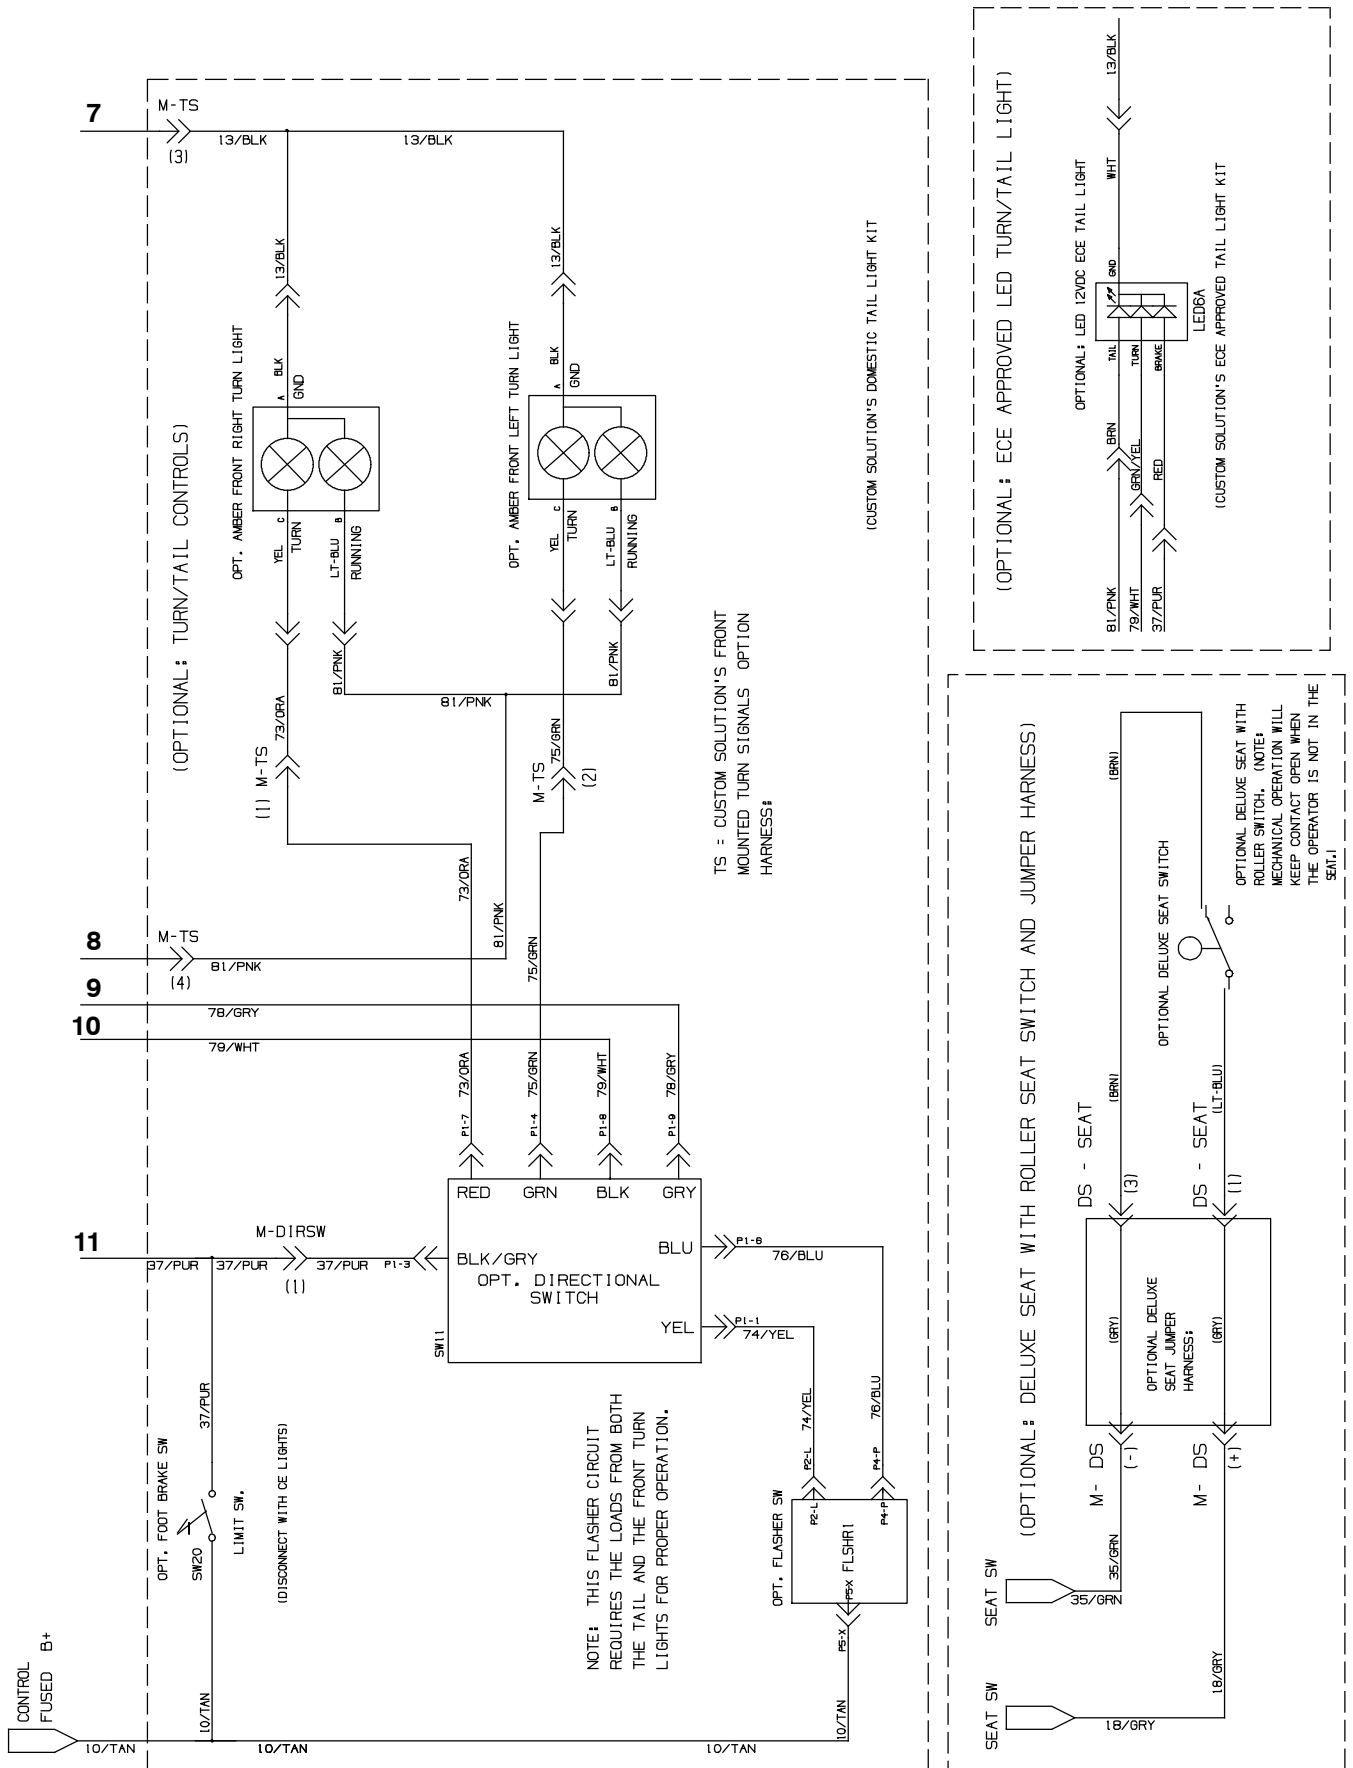 7
M-TS
(3)
13/BLK
13/BLK
(OPTIONAL: TURN/TAIL CONTROLS)
13/BLK
OPT. AMBER FRONT RIGHT TURN LIGHT
A
BLK
GND
YEL
C
TURN
LT-BLU
B
RUNNING
81/PNK
73/ORA
(1) M-TS
13/BLK
OPT. AMBER FRONT LEFT TURN LIGHT
A
BLK
GND
YEL
C
TURN
LT-BLU
B
RUNNING
81/PNK
81/PNK
75/GRN
M-TS
(2)
(CUSTOM SOLUTION'S DOMESTIC TAIL LIGHT KIT
TS = CUSTOM SOLUTION'S FRONT
MOUNTED TURN SIGNALS OPTION
HARNESS:
73/ORA
81/PNK
75/GRN
8
M-TS
(4)
81/PNK
9
78/GRY
10
79/WHT
P1-7
73/ORA
P1-4
75/GRN
P1-8
79/WHT
P1-9
78/GRY
RED
GRN
BLK
GRY
11
37/PUR
37/PUR
M-DIRSW
(1)
37/PUR
P1-3
BLK/GRY
OPT. DIRECTIONAL
SWITCH
SW11
BLU
P1-6
76/BLU
YEL
P1-1
74/YEL
37/PUR
OPT. FOOT BRAKE SW
SW20
LIMIT SW.
(DISCONNECT WITH CE LIGHTS)
NOTE: THIS FLASHER CIRCUIT
REQUIRES THE LOADS FROM BOTH
THE TAIL AND THE FRONT TURN
LIGHTS FOR PROPER OPERATION.
P2-L
74/YEL
P4-P
76/BLU
OPT. FLASHER SW
P2-L
P4-P
P5-X
FLSHR1
P5-X
10/TAN
CONTROL
FUSED B+
10/TAN
10/TAN
10/TAN
10/TAN
(OPTIONAL: ECE APPROVED LED TURN/TAIL LIGHT)
13/BLK
WHT
GND
OPTIONAL: LED 12VDC ECE TAIL LIGHT
LED6A
TAIL
TURN
BRAKE
BRN
GRN/YEL
RED
81/PNK
79/WHT
37/PUR
(CUSTOM SOLUTION'S ECE APPROVED TAIL LIGHT KIT
(OPTIONAL: DELUXE SEAT WITH ROLLER SEAT SWITCH AND JUMPER HARNESS)
(BRN)
OPTIONAL DELUXE SEAT SWITCH
OPTIONAL DELUXE SEAT WITH
ROLLER SWITCH. (NOTE:
MECHANICAL OPERATION WILL
KEEP CONTACT OPEN WHEN
THE OPERATOR IS NOT IN THE
SEAT.)
(BRN)
(LT-BLU)
DS - SEAT
(3)
DS - SEAT
(1)
(GRY)
(GRY)
OPTIONAL DELUXE
SEAT JUMPER
HARNESS:
M- DS
(-)
M- DS
(+)
SEAT SW
35/GRN
35/GRN
SEAT SW
18/GRY
18/GRY